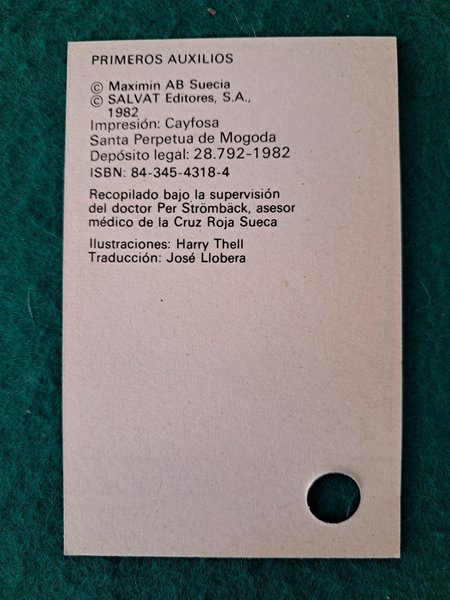 PRIMEROS AUXILIOS
© Maximin AB Suecia
© SALVAT Editores, S.A.,
1982
Impresión: Cayfosa
Santa Perpetua de Mogoda
Depósito legal: 28.792-1982
ISBN: 84-345-4318-4
Recopilado bajo la supervisión
del doctor Per Strömbäck, asesor
médico de la Cruz Roja Sueca
Ilustraciones: Harry Thell
Traducción: José Llobera